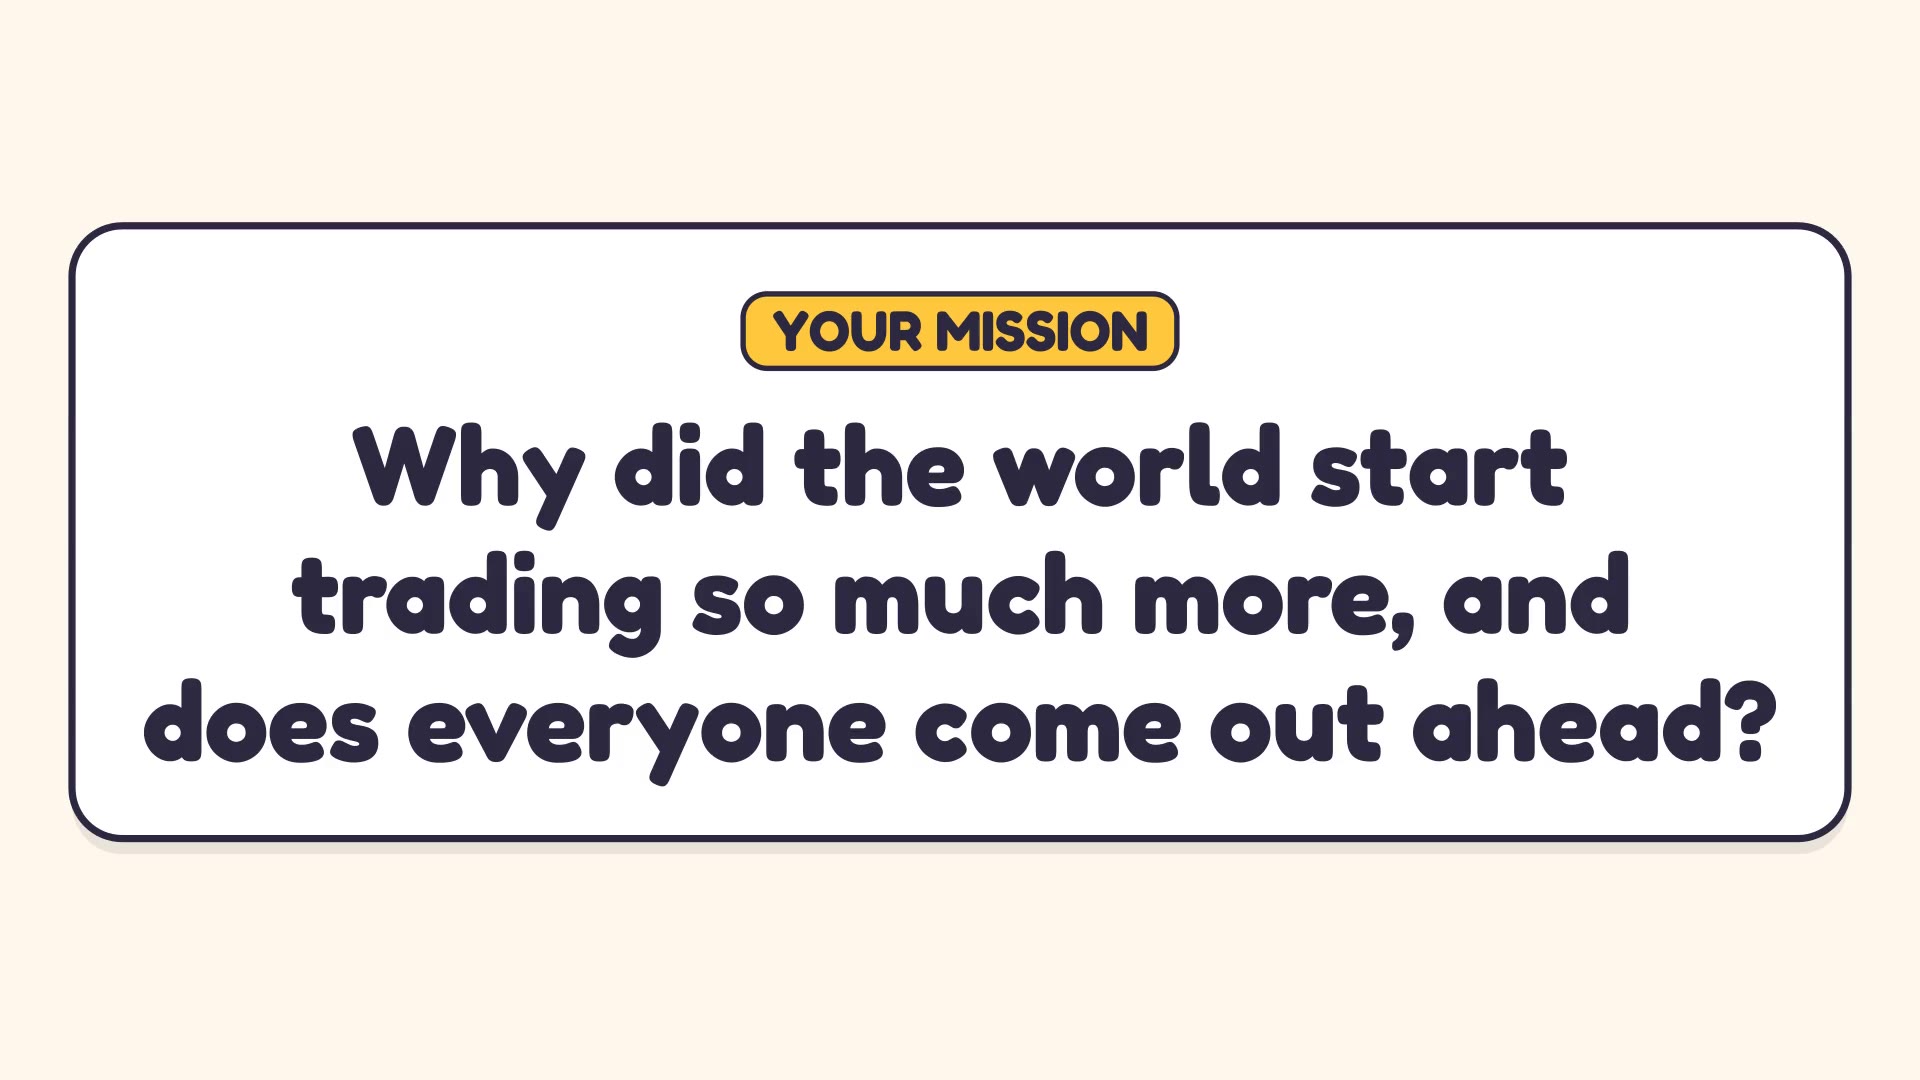 YOUR MISSION
Why did the world start
trading so much more, and
does everyone come out ahead?